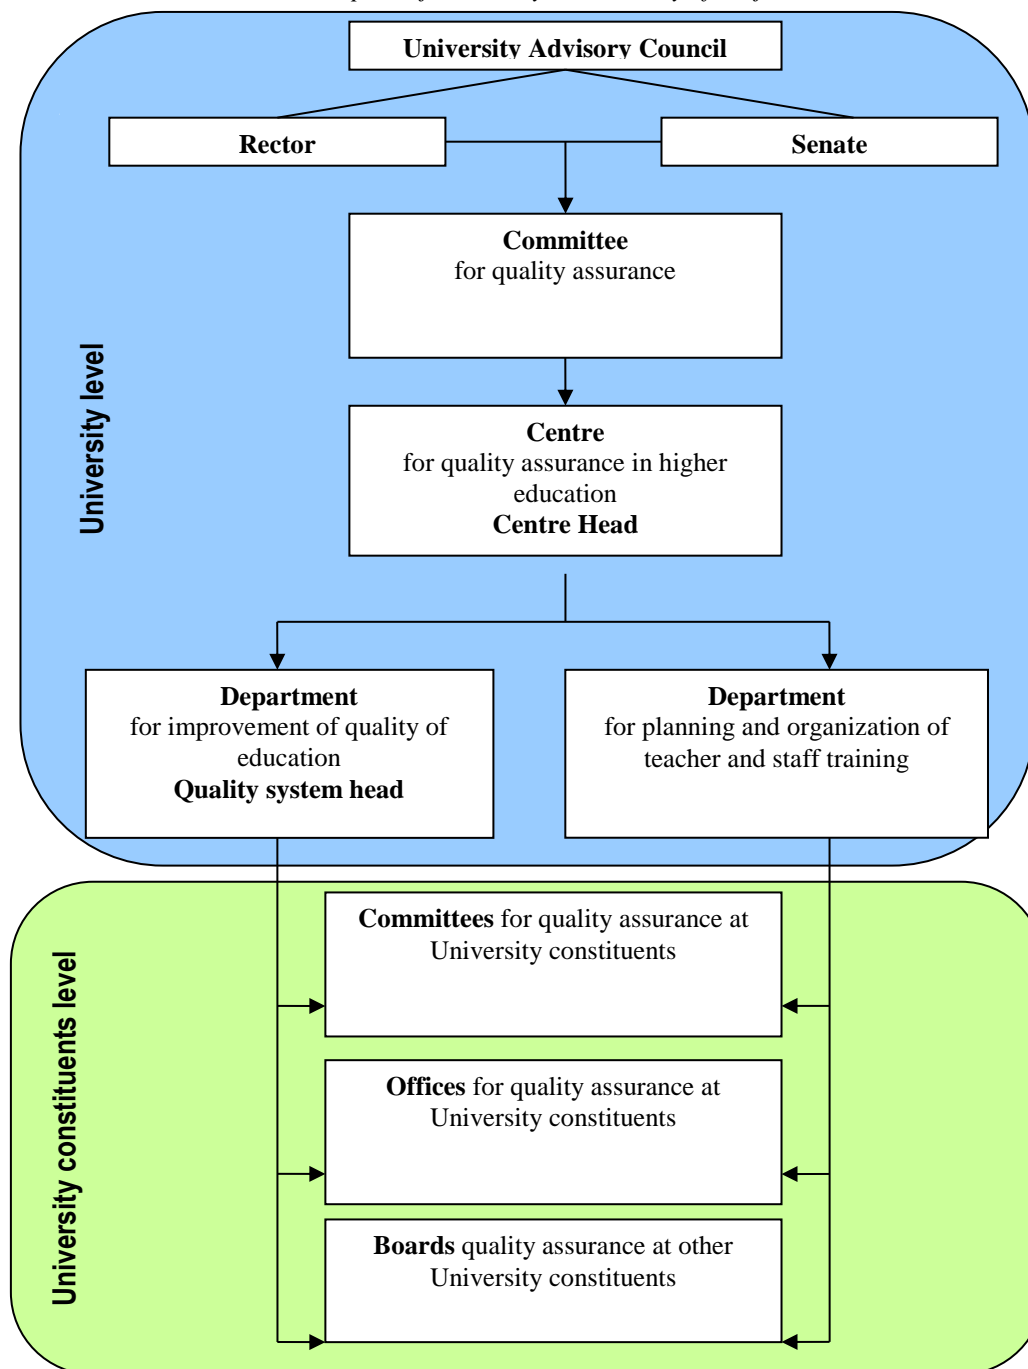 University Advisory Council
Rector
Senate
Committee
for quality assurance
Centre
for quality assurance in higher
education
Centre Head
University level
Department
for improvement of quality of
education
Quality system head
Department
for planning and organization of
teacher and staff training
University constituents level
Committees for quality assurance at
University constituents
Offices for quality assurance at
University constituents
Boards quality assurance at other
University constituents